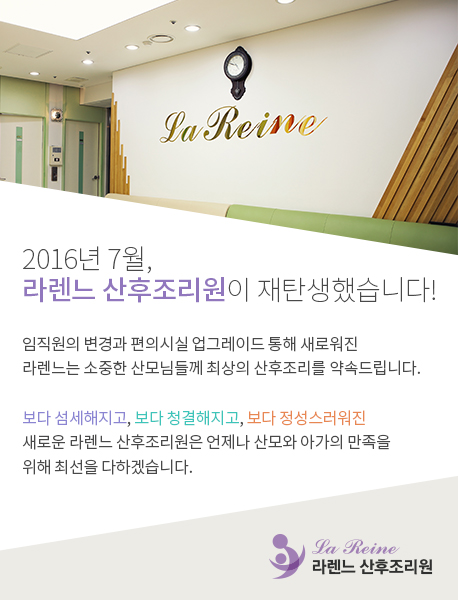 La Reine
2016년 7월,
라렌느 산후조리원이 재탄생했습니다!
임직원의 변경과 편의시실 업그레이드 통해 새로워진
라렌느는 소중한 산모님들께 최상의 산후조리를 약속드립니다.
보다 섬세해지고, 보다 청결해지고, 보다 정성스러워진
새로운 라렌느 산후조리원은 언제나 산모와 아가의 만족을
위해 최선을 다하겠습니다.
La Reine
라렌느 산후조리원